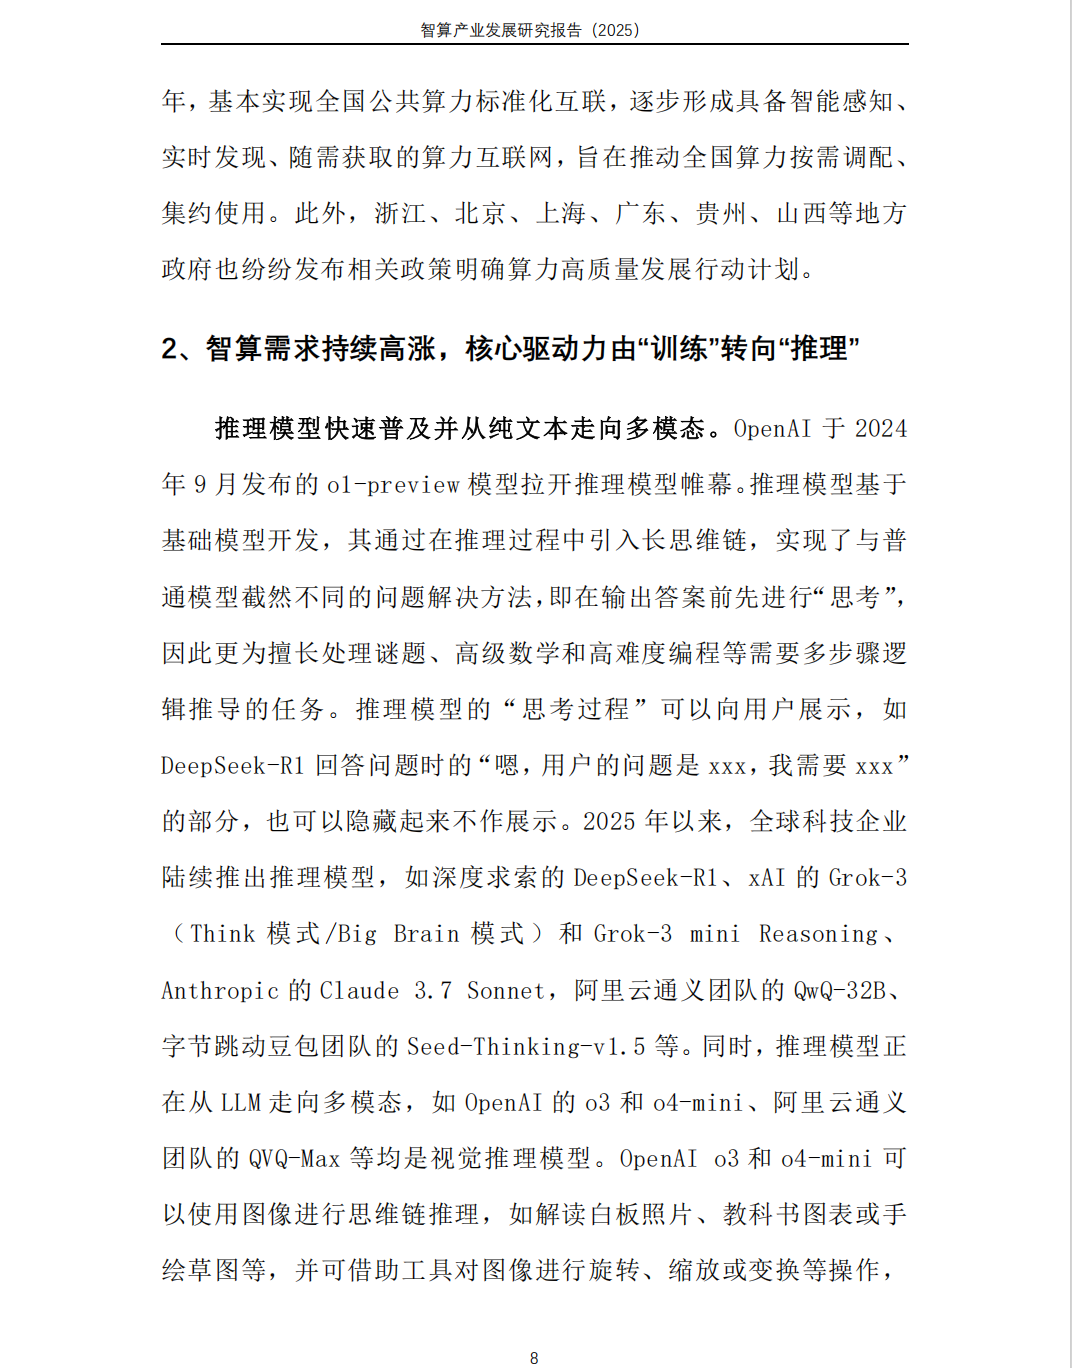 智算产业发展研究报告（2025）
年，基本实现全国公共算力标准化互联，逐步形成具备智能感知、
实时发现、随需获取的算力互联网，旨在推动全国算力按需调配、
集约使用。此外，浙江、北京、上海、广东、贵州、山西等地方
政府也纷纷发布相关政策明确算力高质量发展行动计划。
2、智算需求持续高涨，核心驱动力由“训练”转向“推理”
推理模型快速普及并从纯文本走向多模态。OpenAI 于 2024
年 9 月发布的 o1-preview 模型拉开推理模型帷幕。推理模型基于
基础模型开发，其通过在推理过程中引入长思维链，实现了与普
通模型截然不同的问题解决方法，即在输出答案前先进行“思考”，
因此更为擅长处理谜题、高级数学和高难度编程等需要多步骤逻
辑推导的任务。推理模型的“思考过程”可以向用户展示，如
DeepSeek-R1 回答问题时的“嗯，用户的问题是 xxx，我需要 xxx”
的部分，也可以隐藏起来不作展示。2025 年以来，全球科技企业
陆续推出推理模型，如深度求索的 DeepSeek-R1、xAI 的 Grok-3
（Think 模式/Big Brain 模式）和 Grok-3 mini Reasoning、
Anthropic 的 Claude 3.7 Sonnet，阿里云通义团队的 QwQ-32B、
字节跳动豆包团队的 Seed-Thinking-v1.5 等。同时，推理模型正
在从 LLM 走向多模态，如 OpenAI 的 o3 和 o4-mini、阿里云通义
团队的 QVQ-Max 等均是视觉推理模型。OpenAI o3 和 o4-mini 可
以使用图像进行思维链推理，如解读白板照片、教科书图表或手
绘草图等，并可借助工具对图像进行旋转、缩放或变换等操作，
8